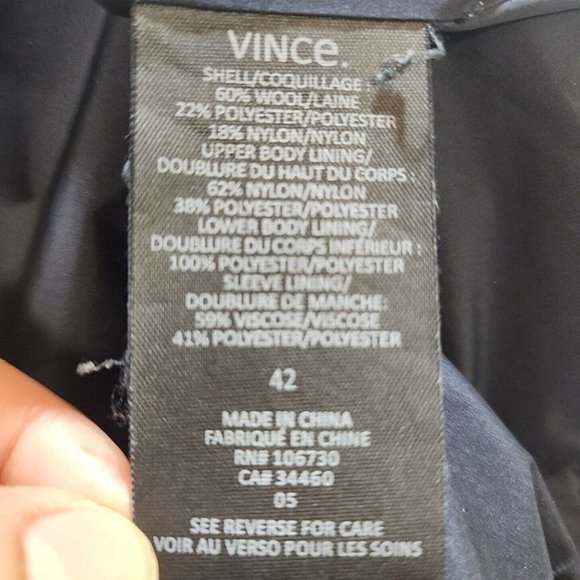 VINCe.
SHELL/COQUILLAGE :
60% WOOL/LAINE
22% POLYESTER/POLYESTER
18% NYLON/NYLON
UPPER BODY LINING/
DOUBLURE DU HAUT DU CORPS :
62% NYLON/NYLON
38% POLYESTER/POLYESTER
LOWER BODY LINING/
DOUBLURE DU CORPS INFÉRIEUR :
100% POLYESTER/POLYESTER
SLEEVE LINING/
DOUBLURE DE MANCHE:
59% VISCOSE/VISCOSE
41% POLYESTER/POLYESTER
42
MADE IN CHINA
FABRIQUÉ EN CHINE
RN# 106730
CA# 34460
05
SEE REVERSE FOR CARE
VOIR AU VERSO POUR LES SOINS